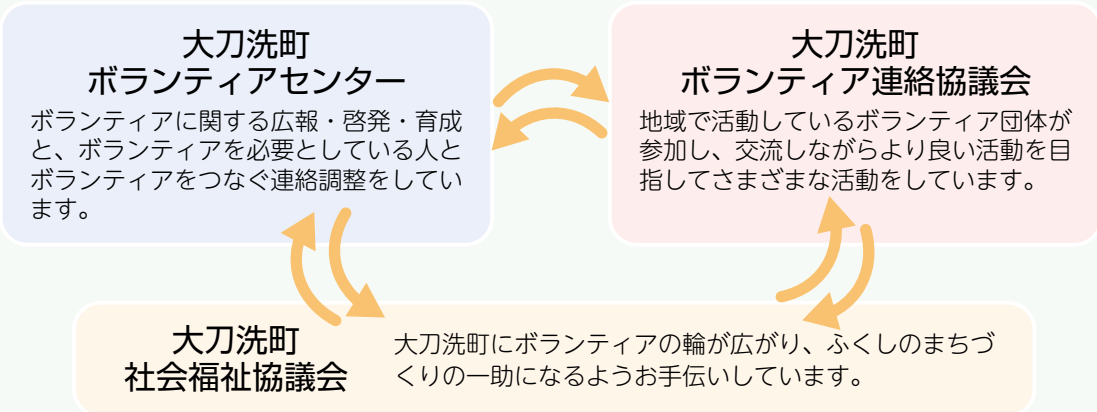 大刀洗町
ボランティアセンター
ボランティアに関する広報・啓発・育成
と、ボランティアを必要としている人と
ボランティアをつなぐ連絡調整をしてい
ます。
大刀洗町
ボランティア連絡協議会
地域で活動しているボランティア団体が
参加し、交流しながらより良い活動を目
指してさまざまな活動をしています。
大刀洗町
社会福祉協議会
大刀洗町にボランティアの輪が広がり、ふくしのまちづ
くりの一助になるようお手伝いしています。